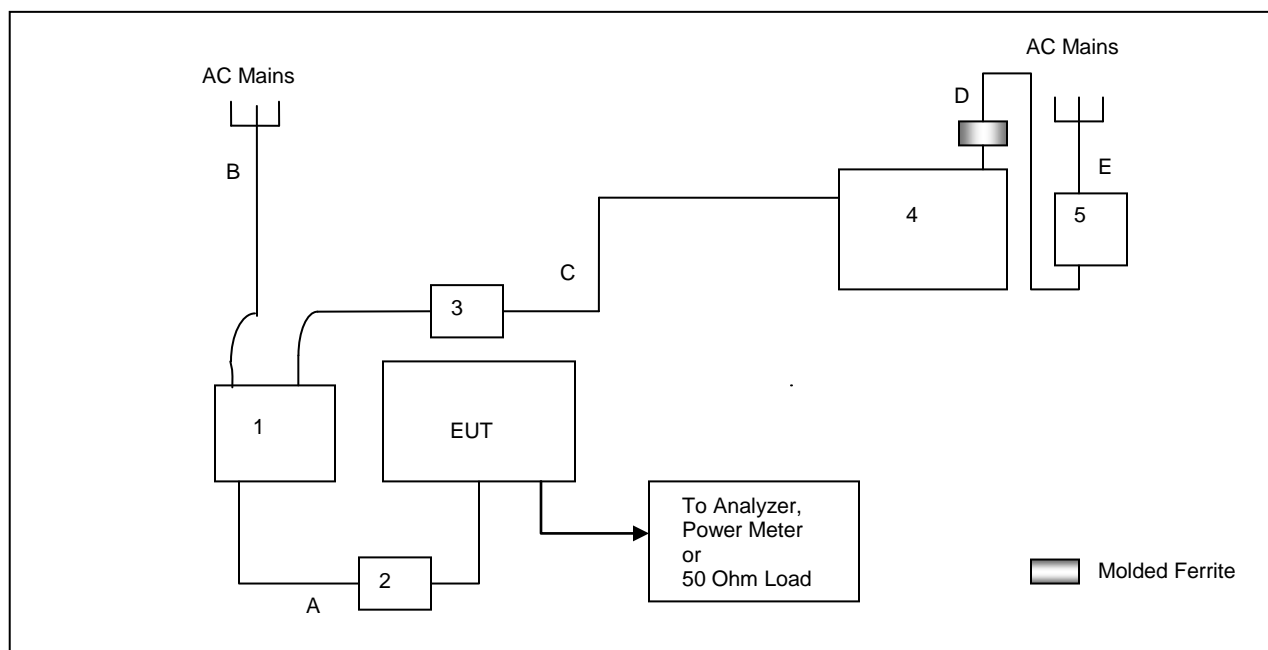 AC Mains
AC Mains
D
B
E
4
5
C
3
1
EUT
To Analyzer,
Power Meter
or
50 Ohm Load
2
A
Molded Ferrite